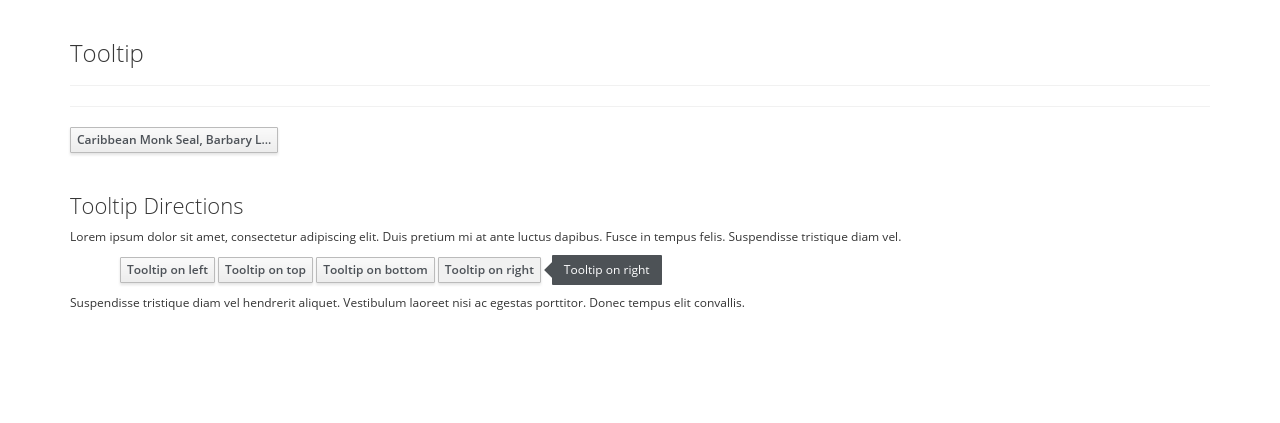 Tooltip
Caribbean Monk Seal, Barbary L...
Tooltip Directions
Lorem ipsum dolor sit amet, consectetur adipiscing elit. Duis pretium mi at ante luctus dapibus. Fusce in tempus felis. Suspendisse tristique diam vel.
Tooltip on left Tooltip on top Tooltip on bottom Tooltip on right Tooltip on right
Suspendisse tristique diam vel hendrerit aliquet. Vestibulum laoreet nisi ac egestas porttitor. Donec tempus elit convallis.